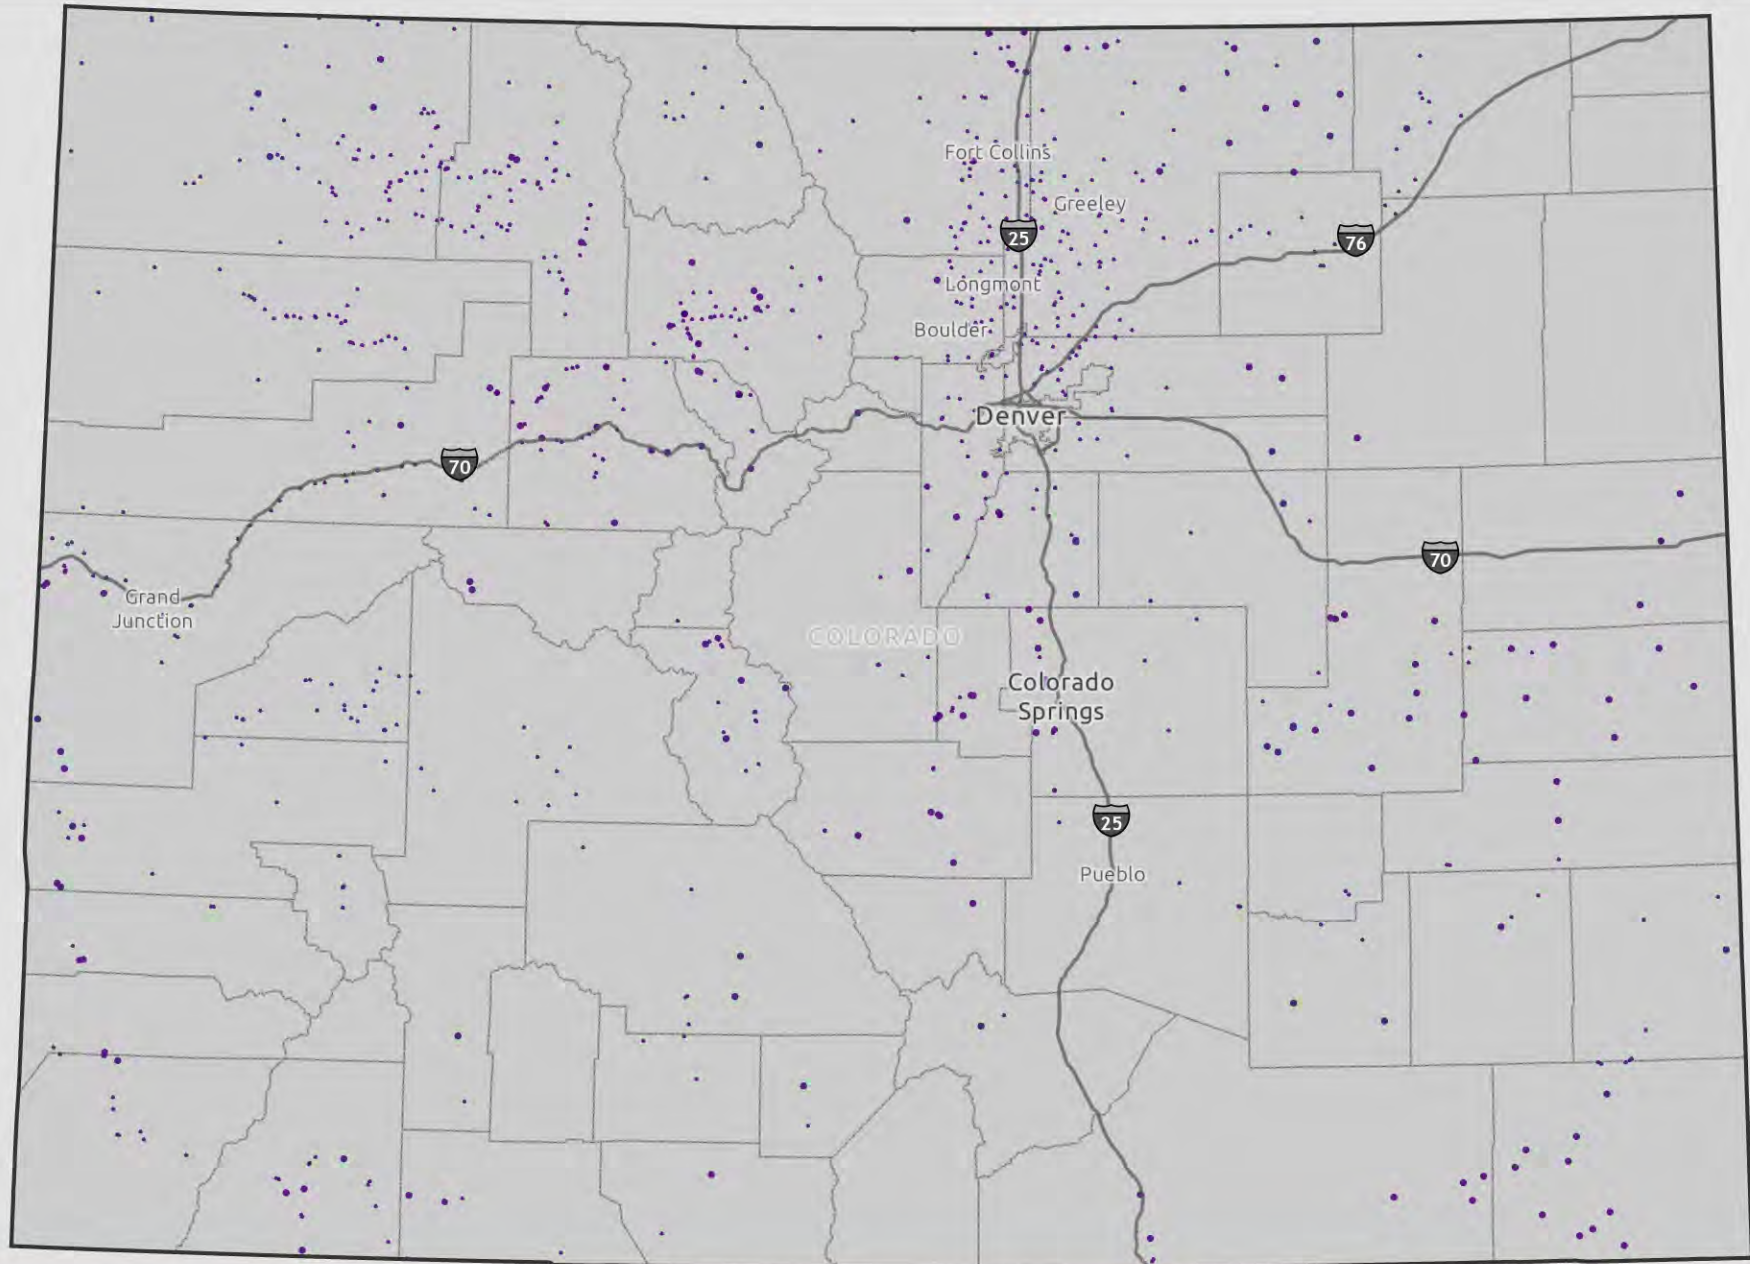 Fort Collins
Greeley
25
76
Longmont
Boulder
Denver
70
70
Grand
Junction
COLORADO
Colorado
Springs
25
Pueblo